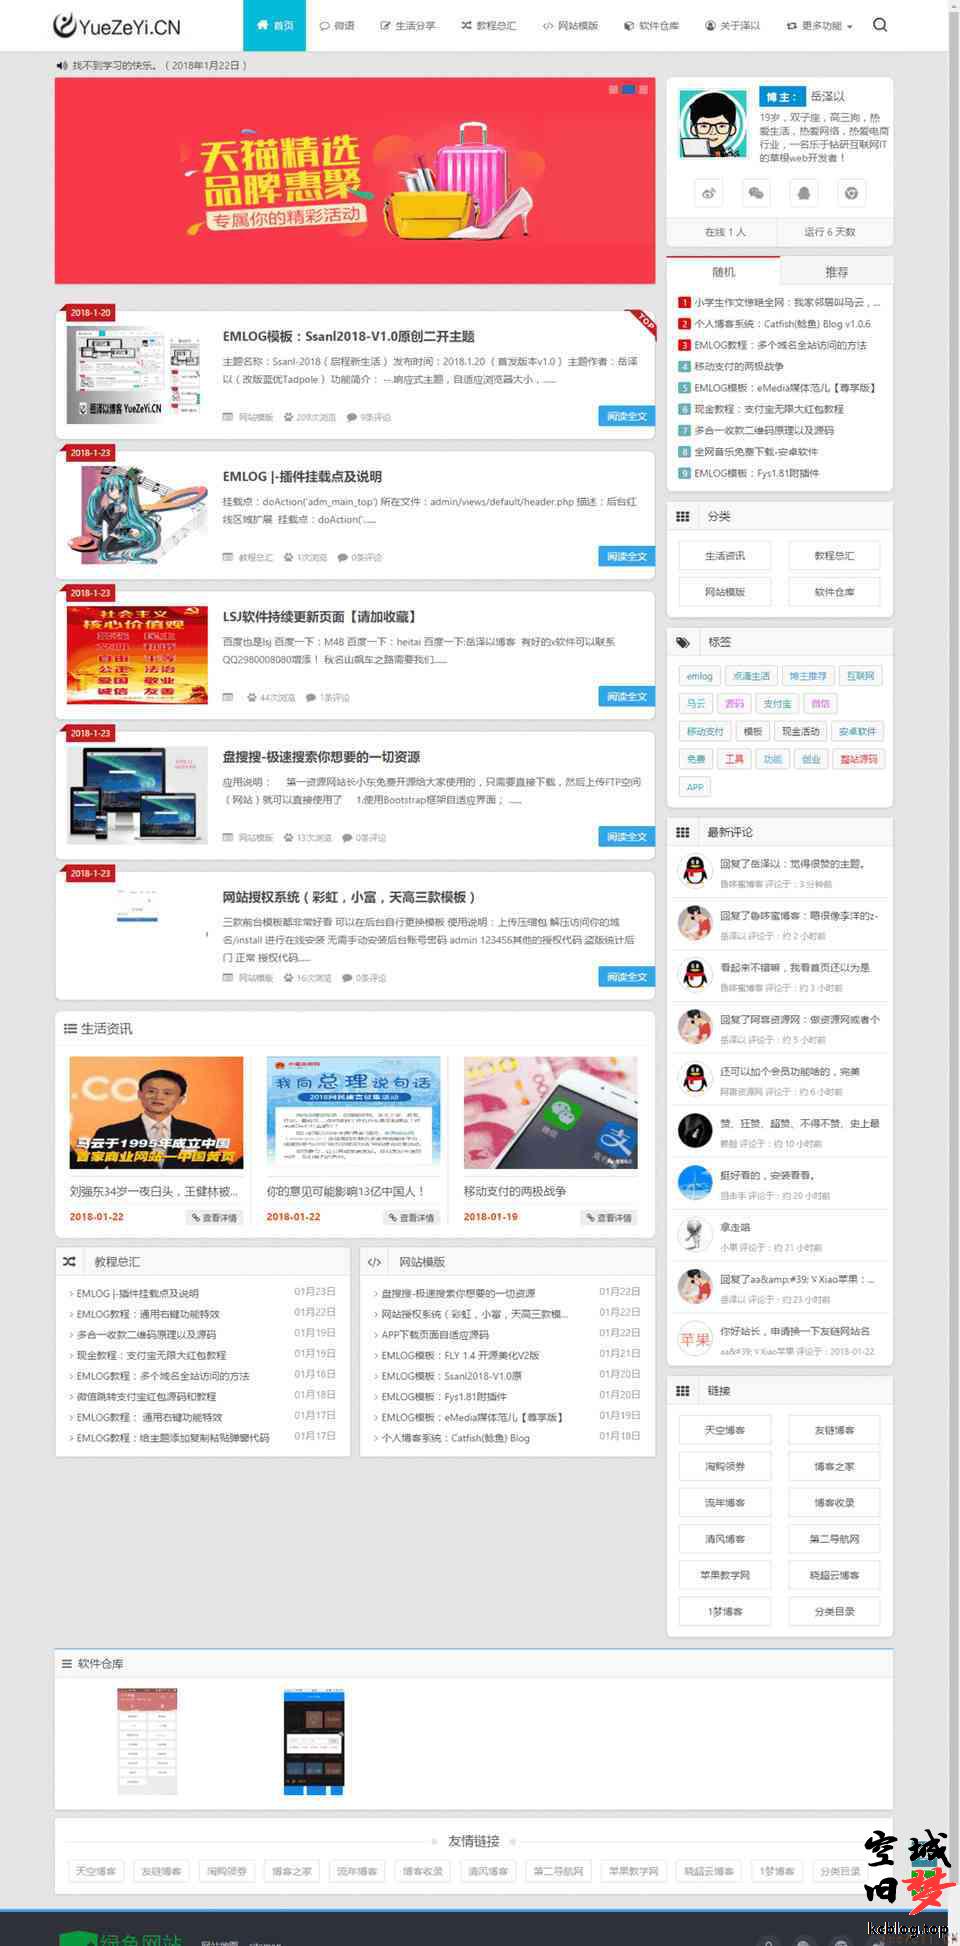 YueZeYi.CN
首页
微语
生活分享
教程总汇
网站模版
软件仓库
关于泽以
更多功能
找不到学习的快乐。（2018年1月22日）
天猫精选
品牌惠聚
专属你的精彩活动
博主：
岳泽以
19岁，双子座，高三狗，热
爱生活，热爱网络，热爱电商
行业，一名乐于钻研互联网IT
的草根web开发者！
在线 1 人
运行 6 天数
随机
推荐
1 小学生作文惊艳全网：我家邻居叫马云，...
2 个人博客系统：Catfish(鲶鱼) Blog v1.0.6
3 EMLOG教程：多个域名全站访问的方法
4 移动支付的两极战争
5 EMLOG模板：eMedia媒体范儿【尊享版】
6 现金教程：支付宝无限大红包教程
7 多合一收款二维码原理以及源码
8 全网音乐免费下载-安卓软件
9 EMLOG模板：Fys1.81附插件
2018-1-20
TOP
岳泽以博客 YueZeYi.CN
EMLOG模板：Ssanl2018-V1.0原创二开主题
主题名称：Ssanl-2018（启程新生活） 发布时间：2018.1.20（首发版本v1.0） 主题作者：岳泽
以（改版蓝优Tadpole） 功能简介： -- 响应式主题，自适应浏览器大小，......
网站模板
209次浏览
9条评论
阅读全文
2018-1-23
EMLOG |-插件挂载点及说明
挂载点：doAction('adm_main_top') 所在文件：admin/views/default/header.php 描述：后台红
线区域扩展 挂载点：doAction('......
教程总汇
1次浏览
0条评论
阅读全文
2018-1-23
社会主义
核心价值观
自由
平等
公正 法治
爱国 敬业
诚信 友善
LSJ软件持续更新页面【请加收藏】
百度也是lsj 百度一下：M48 百度一下：heitai 百度一下:岳泽以博客 有好的x软件可以联系
QQ2980008080增添！ 秋名山飙车之路需要我们......
44次浏览
1条评论
阅读全文
2018-1-23
盘搜搜-极速搜索你想要的一切资源
应用说明： 第一资源网站长小东免费开源给大家使用的，只需要直接下载，然后上传FTP空间
（网站）就可以直接使用了 1.使用Bootstrap框架自适应界面； ......
网站模板
13次浏览
0条评论
阅读全文
2018-1-23
网站授权系统（彩虹，小富，天高三款模板）
三款前台模板都非常好看 可以在后台自行更换模板 使用说明：上传压缩包 解压访问你的域
名/install 进行在线安装 无需手动安装后台账号密码 admin 123456其他的授权代码 盗版统计后
门 正常 授权代码......
网站模板
16次浏览
0条评论
阅读全文
分类
生活资讯
教程总汇
网站模版
软件仓库
标签
emlog
点滴生活
博主推荐
互联网
马云
源码
支付宝
微信
移动支付
模板
现金活动
安卓软件
免费
工具
功能
创业
整站源码
APP
最新评论
回复了岳泽以：觉得很赞的主题。
鲁哆蜜博客 评论于：3 分钟前
回复了鲁哆蜜博客：嗯很像李洋的z-
岳泽以 评论于：约 2 小时前
看起来不错嘛，我看首页还以为是
鲁哆蜜博客 评论于：约 3 小时前
回复了阿露资源网：做资源网或者个
岳泽以 评论于：约 5 小时前
还可以加个会员功能啥的，完美
阿露资源网 评论于：约 6 小时前
赞、狂赞、超赞、不得不赞、史上最
评论于：约 10 小时前
挺好看的，安装看看。
狙击手 评论于：约 20 小时前
拿走咯
小果 评论于：约 21 小时前
回复了aa&amp;#39;ヾXiao苹果：...
岳泽以 评论于：约 23 小时前
苹果
你好站长，申请换一下友链网站名
aa&#39;ヾXiao苹果 评论于：2018-01-22
生活资讯
马云于1995年成立中国
首家商业网站—中国黄页
我向总理说句话
2018网民建言征集活动
刘强东34岁一夜白头，王健林被...
2018-01-22
查看详情
你的意见可能影响13亿中国人！
2018-01-22
查看详情
移动支付的两极战争
2018-01-19
查看详情
教程总汇
EMLOG |-插件挂载点及说明 01月23日
EMLOG教程：通用右键功能特效 01月22日
多合一收款二维码原理以及源码 01月19日
现金教程：支付宝无限大红包教程 01月19日
EMLOG教程：多个域名全站访问的方法 01月18日
微信跳转支付宝红包源码和教程 01月18日
EMLOG教程： 通用右键功能特效 01月17日
EMLOG教程：给主题添加复制粘贴弹窗代码 01月17日
网站模版
盘搜搜-极速搜索你想要的一切资源 01月22日
网站授权系统（彩虹，小富，天高三款模... 01月22日
APP下载页面自适应源码 01月22日
EMLOG模板：FLY 1.4 开源美化V2版 01月21日
EMLOG模板：Ssanl2018-V1.0原 01月20日
EMLOG模板：Fys1.81附插件 01月20日
EMLOG模板：eMedia媒体范儿【尊享版】 01月19日
个人博客系统：Catfish(鲶鱼) Blog 01月18日
链接
天空博客
友链博客
淘购领券
博客之家
流年博客
博客收录
清风博客
第二导航网
苹果教学网
晓超云博客
1梦博客
分类目录
软件仓库
友情链接
天空博客
友链博客
淘购领券
博客之家
流年博客
博客收录
清风博客
第二导航网
苹果教学网
晓超云博客
1梦博客
分类目录
空城
旧梦
kcblog.top
绿色网站
网站地图
sitemap